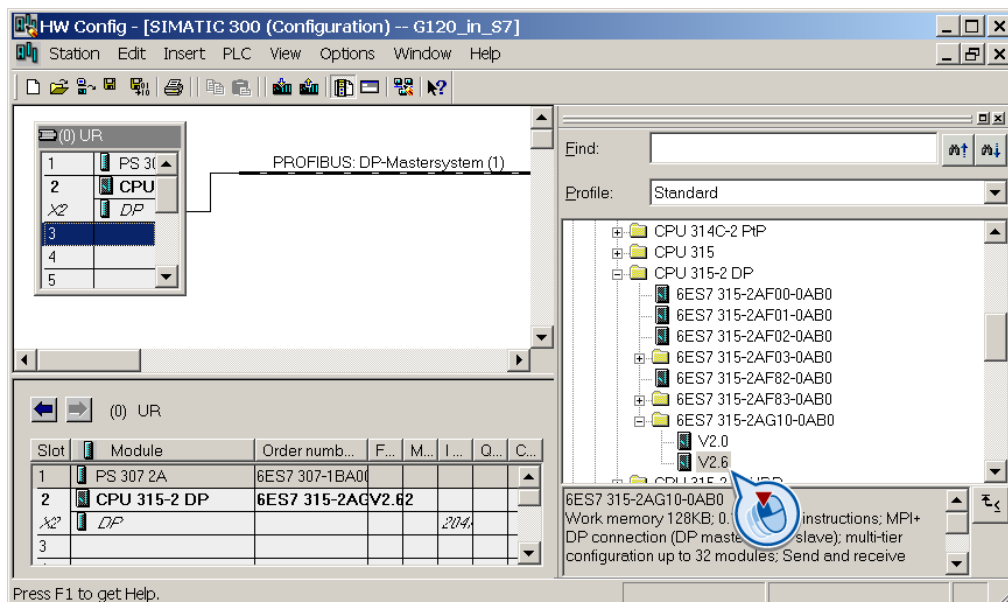 HW Config - [SIMATIC 300 (Configuration) -- G120_in_S7]
Station Edit Insert PLC View Options Window Help
(0) UR
1 PS 30
2 CPU
X2 DP
3
4
5
PROFIBUS: DP-Mastersystem (1)
Find:
Profile: Standard
CPU 314C-2 PtP
CPU 315
CPU 315-2 DP
6ES7 315-2AF00-0AB0
6ES7 315-2AF01-0AB0
6ES7 315-2AF02-0AB0
6ES7 315-2AF03-0AB0
6ES7 315-2AF82-0AB0
6ES7 315-2AF83-0AB0
6ES7 315-2AG10-0AB0
V2.0
V2.6
(0) UR
Slot Module Order numb... F... M... I... Q... C...
1 PS 307 2A 6ES7 307-1BA00
2 CPU 315-2 DP 6ES7 315-2AG V2.6 2
X2 DP 204
3
6ES7 315-2AG10-0AB0
Work memory 128KB; 0. instructions; MPI+
DP connection (DP mas slave); multi-tier
configuration up to 32 modules; Send and receive
Press F1 to get Help.